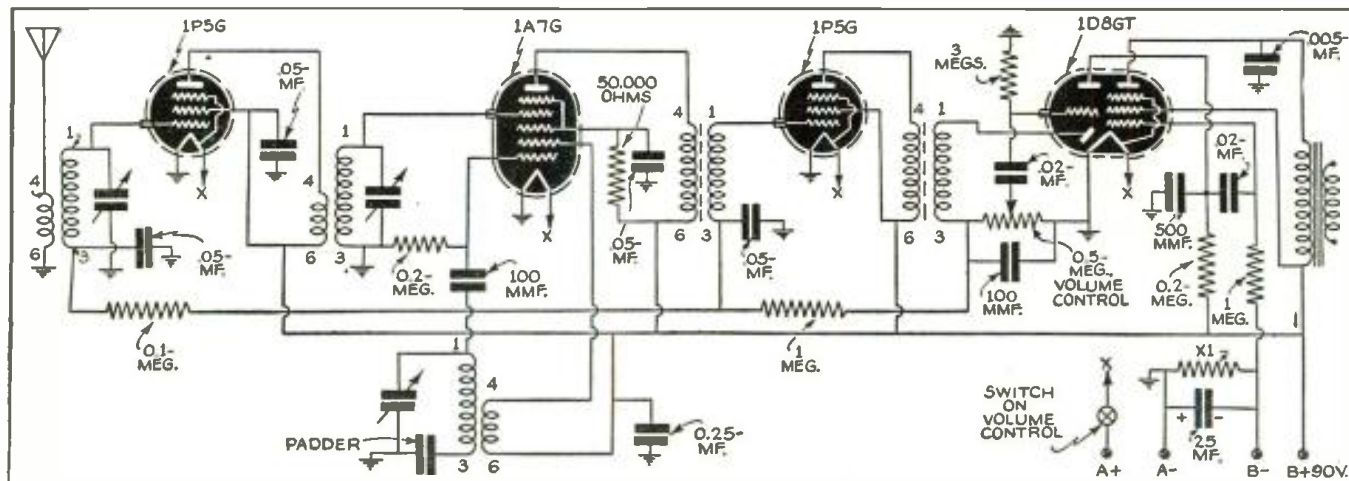 1P5G
1A7G
1P5G
1D8GT
.05-
MF.
50,000
OHMS
3
MEGS.
.005-
MF.
1
4
6
3
.05-
MF.
4
6
1
3
0.2-
MEG.
100
MMF.
.05-
MF.
4
6
1
3
.05-
MF.
4
6
1
3
.02-
MF.
.02-
MF.
500
MMF.
0.5-
MEG.,
VOLUME
CONTROL
100
MMF.
0.2-
MEG.
1
MEG.
0.1-
MEG.
1
MEG.
X
X
X
X
1
3
4
6
PADDER
0.25-
MF.
SWITCH
ON
VOLUME
CONTROL
X
X1
+
-
25
MF.
A+
A-
B-
B+90V.